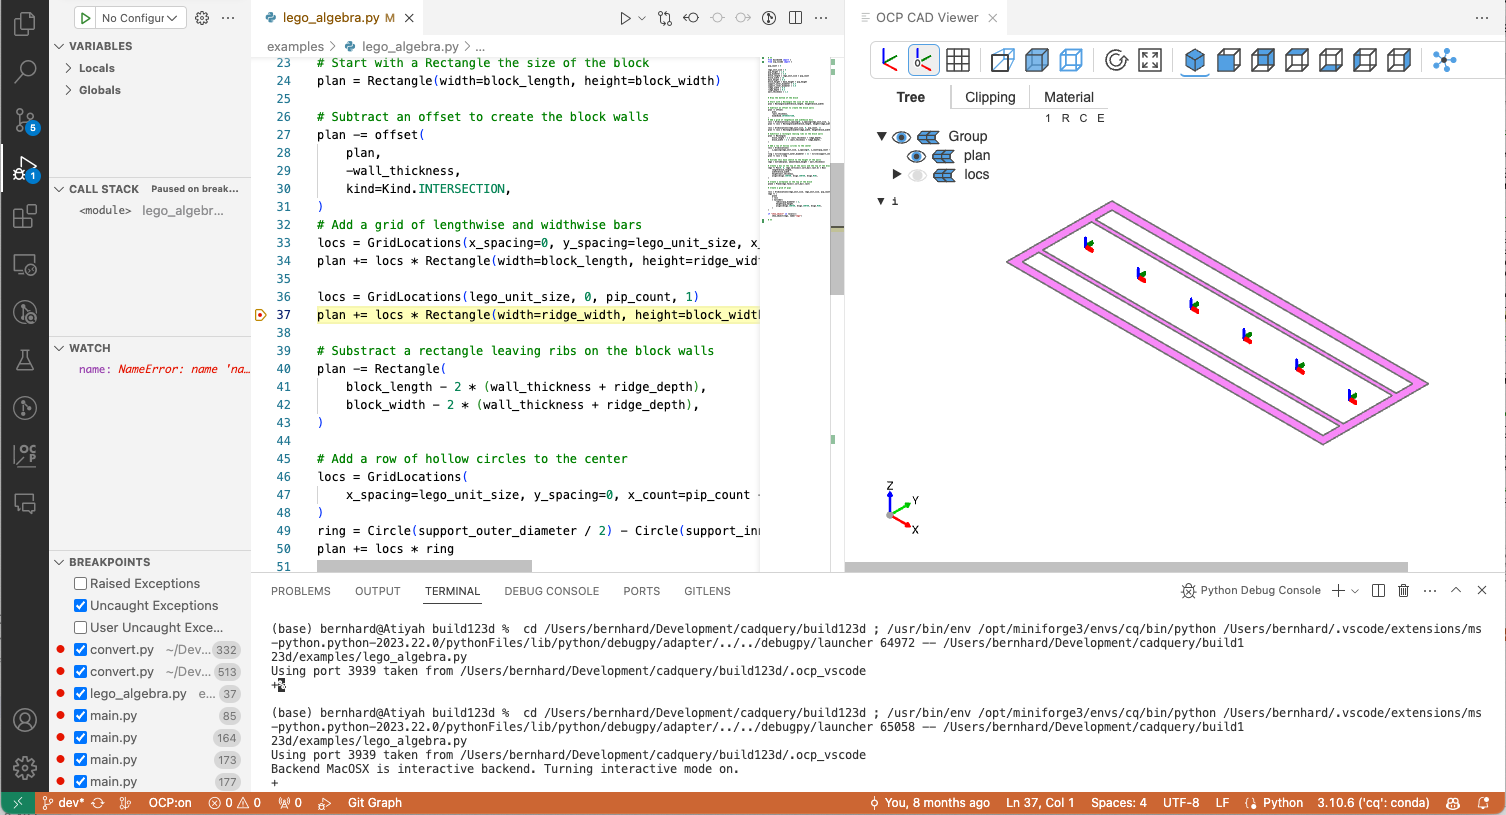 No Configur
lego_algebra.py M
OCP CAD Viewer
VARIABLES
Locals
Globals
examples > lego_algebra.py > ...
23 # Start with a Rectangle the size of the block
24 plan = Rectangle(width=block_length, height=block_width)
25
26 # Subtract an offset to create the block walls
27 plan -= offset(
28 plan,
29 -wall_thickness,
30 kind=Kind.INTERSECTION,
31 )
32 # Add a grid of lengthwise and widthwise bars
33 locs = GridLocations(x_spacing=0, y_spacing=lego_unit_size, x_
34 plan += locs * Rectangle(width=block_length, height=ridge_wid
35
36 locs = GridLocations(lego_unit_size, 0, pip_count, 1)
37 plan += locs * Rectangle(width=ridge_width, height=block_widt
38
39 # Substract a rectangle leaving ribs on the block walls
40 plan -= Rectangle(
41 block_length - 2 * (wall_thickness + ridge_depth),
42 block_width - 2 * (wall_thickness + ridge_depth),
43 )
44
45 # Add a row of hollow circles to the center
46 locs = GridLocations(
47 x_spacing=lego_unit_size, y_spacing=0, x_count=pip_count -
48 )
49 ring = Circle(support_outer_diameter / 2) - Circle(support_in
50 plan += locs * ring
51
5
1
CALL STACK Paused on break...
<module> lego_algebr...
WATCH
name: NameError: name 'na...
BREAKPOINTS
Raised Exceptions
Uncaught Exceptions
User Uncaught Exce...
convert.py ~/Dev... 332
convert.py ~/Dev... 513
lego_algebra.py e... 37
main.py 85
main.py 164
main.py 173
main.py 177
Tree Clipping Material
1 R C E
Group
plan
locs
i
Z
Y
X
PROBLEMS OUTPUT TERMINAL DEBUG CONSOLE PORTS GITLENS
Python Debug Console
(base) bernhard@Atiyah build123d % cd /Users/bernhard/Development/cadquery/build123d ; /usr/bin/env /opt/miniforge3/envs/cq/bin/python /Users/bernhard/.vscode/extensions/ms
-python.python-2023.22.0/pythonFiles/lib/python/debugpy/adapter/../../debugpy/launcher 64972 -- /Users/bernhard/Development/cadquery/build1
23d/examples/lego_algebra.py
Using port 3939 taken from /Users/bernhard/Development/cadquery/build123d/.ocp_vscode
+
(base) bernhard@Atiyah build123d % cd /Users/bernhard/Development/cadquery/build123d ; /usr/bin/env /opt/miniforge3/envs/cq/bin/python /Users/bernhard/.vscode/extensions/ms
-python.python-2023.22.0/pythonFiles/lib/python/debugpy/adapter/../../debugpy/launcher 65058 -- /Users/bernhard/Development/cadquery/build1
23d/examples/lego_algebra.py
Using port 3939 taken from /Users/bernhard/Development/cadquery/build123d/.ocp_vscode
Backend MacOSX is interactive backend. Turning interactive mode on.
+
dev* OCP:on 0 0 0 Git Graph You, 8 months ago Ln 37, Col 1 Spaces: 4 UTF-8 LF Python 3.10.6 ('cq': conda)